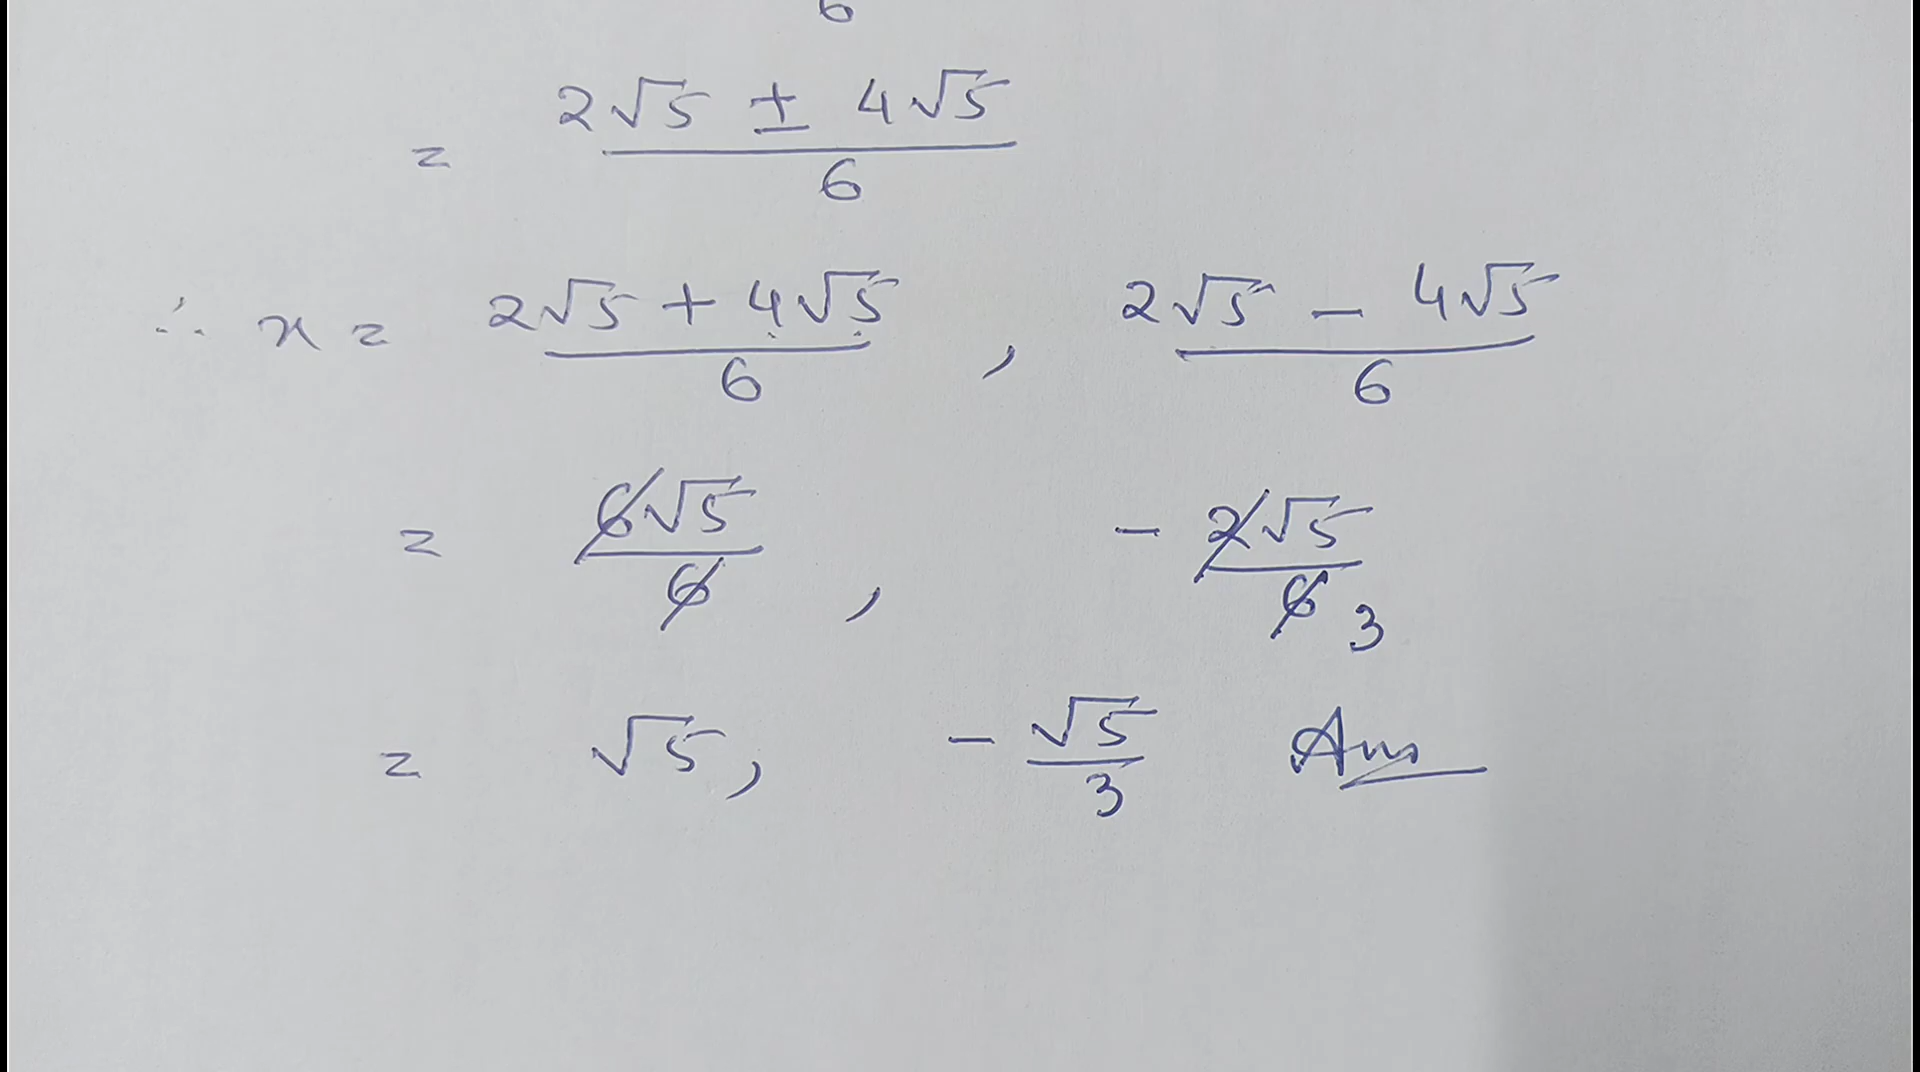 6
= (2√5 ± 4√5)/6
∴ x = (2√5 + 4√5)/6 , (2√5 - 4√5)/6
= 6√5/6 , - 2√5/6 3
= √5, - √5/3 Ans